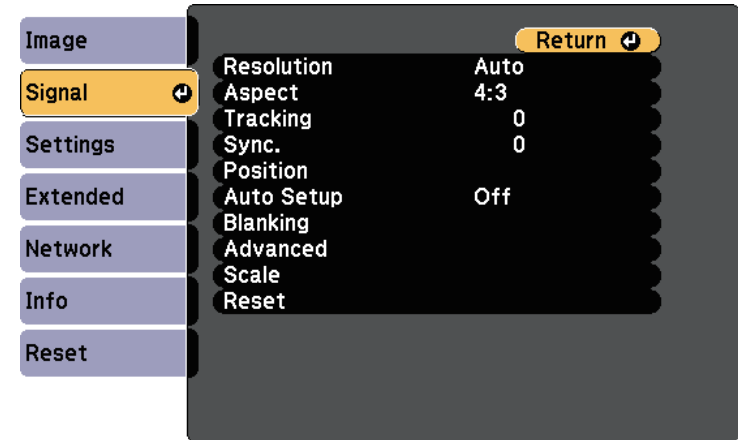 Image
Signal
Settings
Extended
Network
Info
Reset
Return
Resolution Auto
Aspect 4:3
Tracking 0
Sync. 0
Position
Auto Setup Off
Blanking
Advanced
Scale
Reset